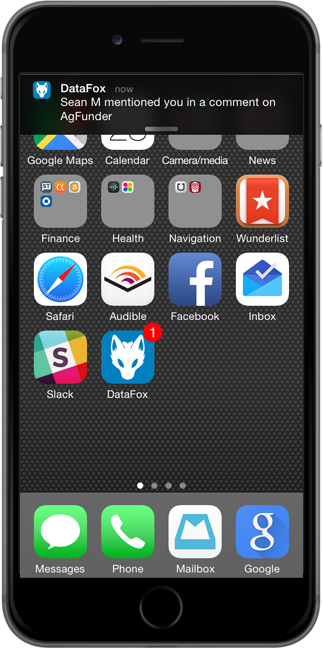 DataFox now
Sean M mentioned you in a comment on
AgFunder
Google Maps Calendar Camera/media News
Finance Health Navigation Wunderlist
Safari Audible Facebook Inbox
1
Slack DataFox
Messages Phone Mailbox Google